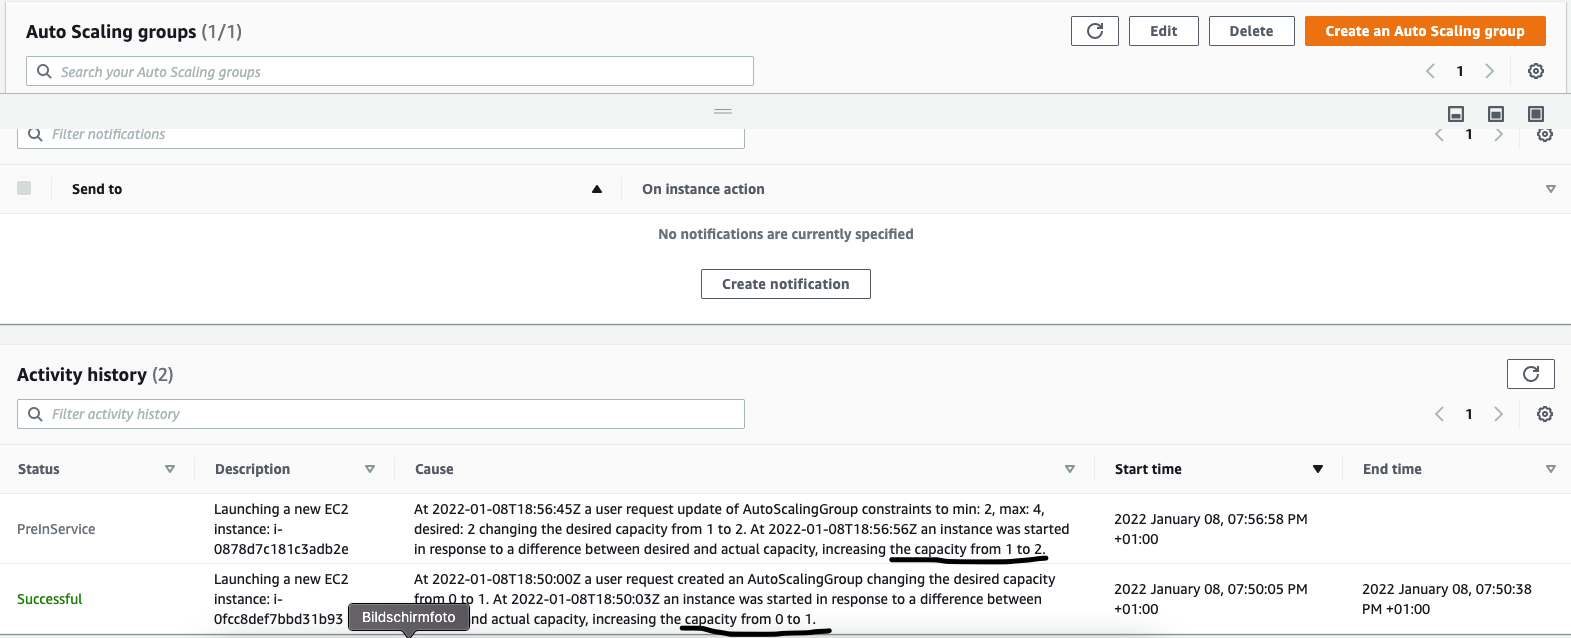 Auto Scaling groups (1/1)
Edit
Delete
Create an Auto Scaling group
Search your Auto Scaling groups
1
Filter notifications
1
Send to
On instance action
No notifications are currently specified
Create notification
Activity history (2)
Filter activity history
1
Status
Description
Cause
Start time
End time
PreInService
Launching a new EC2
instance: i-
0878d7c181c3adb2e
At 2022-01-08T18:56:45Z a user request update of AutoScalingGroup constraints to min: 2, max: 4,
desired: 2 changing the desired capacity from 1 to 2. At 2022-01-08T18:56:56Z an instance was started
in response to a difference between desired and actual capacity, increasing the capacity from 1 to 2.
2022 January 08, 07:56:58 PM
+01:00
Successful
Launching a new EC2
instance: i-
0fcc8def7bbd31b93
At 2022-01-08T18:50:00Z a user request created an AutoScalingGroup changing the desired capacity
from 0 to 1. At 2022-01-08T18:50:03Z an instance was started in response to a difference between
nd actual capacity, increasing the capacity from 0 to 1.
2022 January 08, 07:50:05 PM
+01:00
2022 January 08, 07:50:38
PM +01:00
Bildschirmfoto